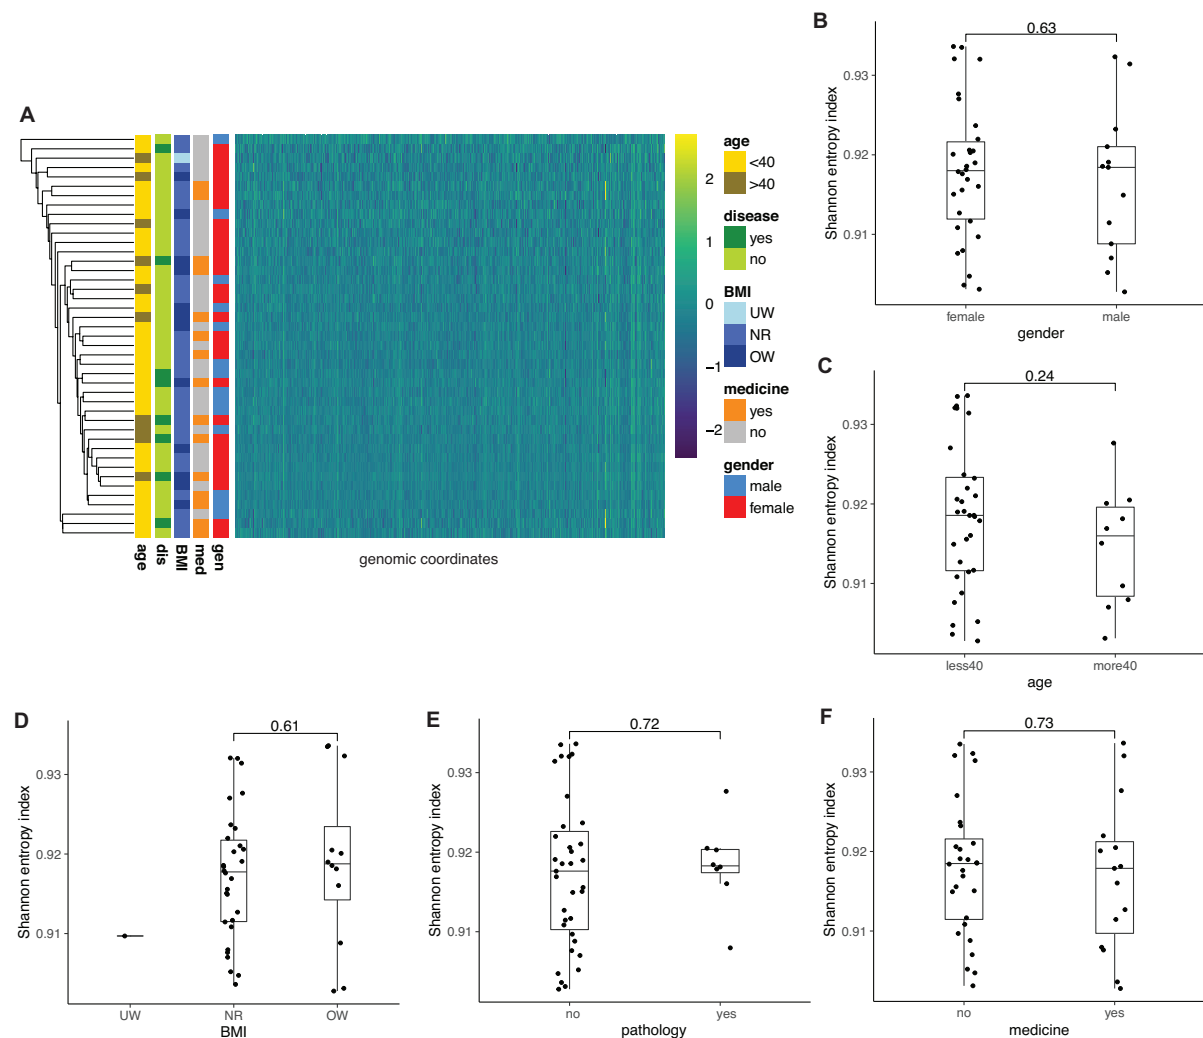 A
age
<40
>40
disease
yes
no
BMI
UW
NR
OW
medicine
yes
no
gender
male
female
2
1
0
−1
−2
age
dis
BMI
med
gen
genomic coordinates
B
0.63
Shannon entropy index
0.93
0.92
0.91
female
male
gender
C
0.24
Shannon entropy index
0.93
0.92
0.91
less40
more40
age
D
0.61
Shannon entropy index
0.93
0.92
0.91
UW
NR
OW
BMI
E
0.72
Shannon entropy index
0.93
0.92
0.91
no
yes
pathology
F
0.73
Shannon entropy index
0.93
0.92
0.91
no
yes
medicine